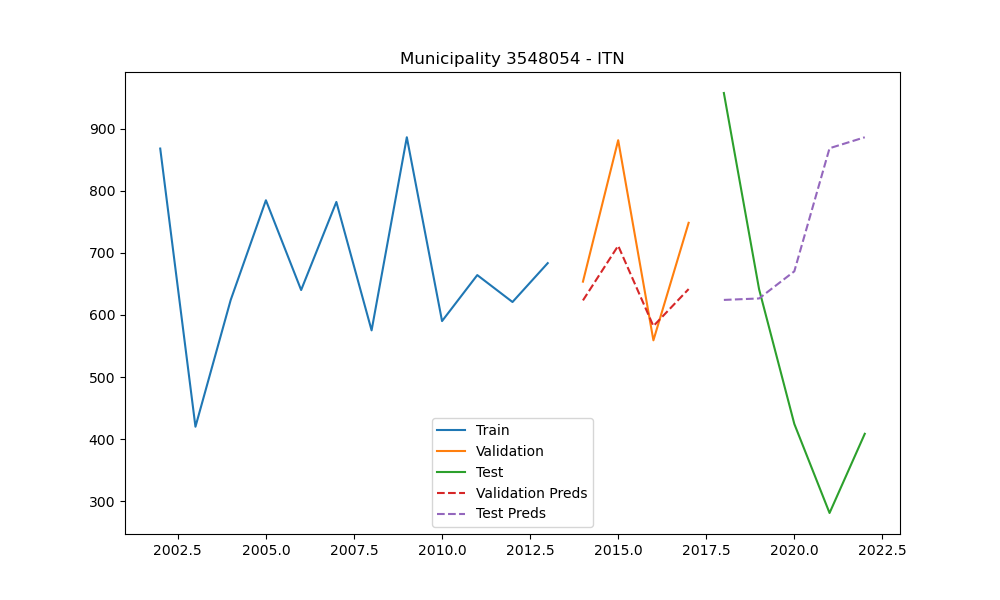 Municipality 3548054 - ITN
900
800
700
600
500
400
300
Train
Validation
Test
Validation Preds
Test Preds
2002.5 2005.0 2007.5 2010.0 2012.5 2015.0 2017.5 2020.0 2022.5